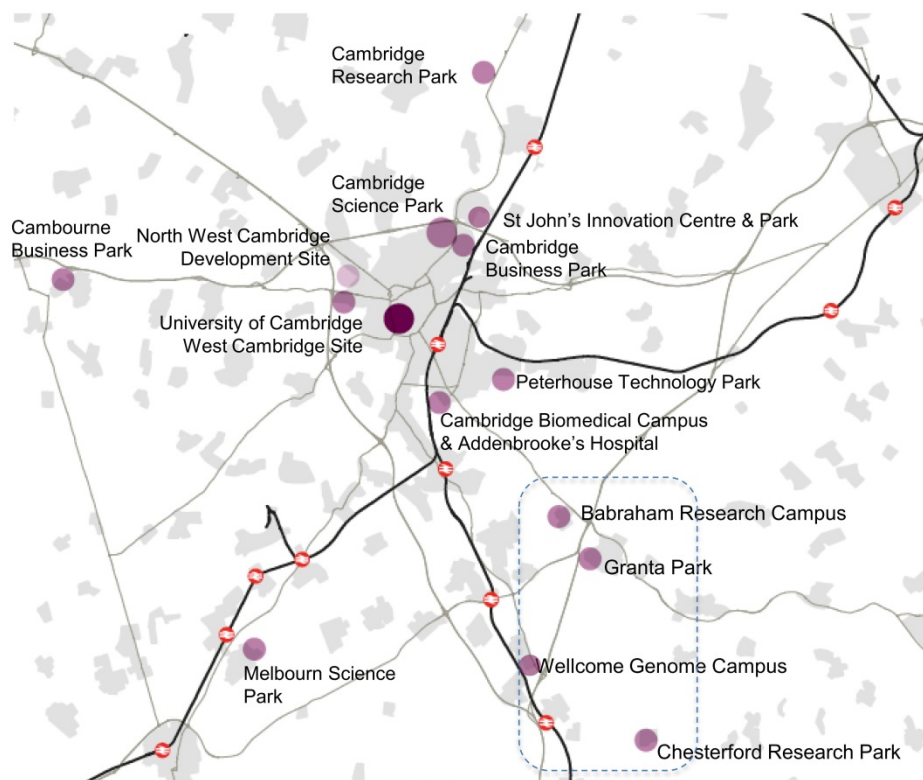 Cambridge
Research Park
Cambridge
Science Park
St John's Innovation Centre & Park
Cambourne
Business Park
North West Cambridge
Development Site
Cambridge
Business Park
University of Cambridge
West Cambridge Site
Peterhouse Technology Park
Cambridge Biomedical Campus
& Addenbrooke's Hospital
Babraham Research Campus
Granta Park
Wellcome Genome Campus
Melbourn Science
Park
Chesterford Research Park